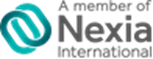 A member of
Nexia
International